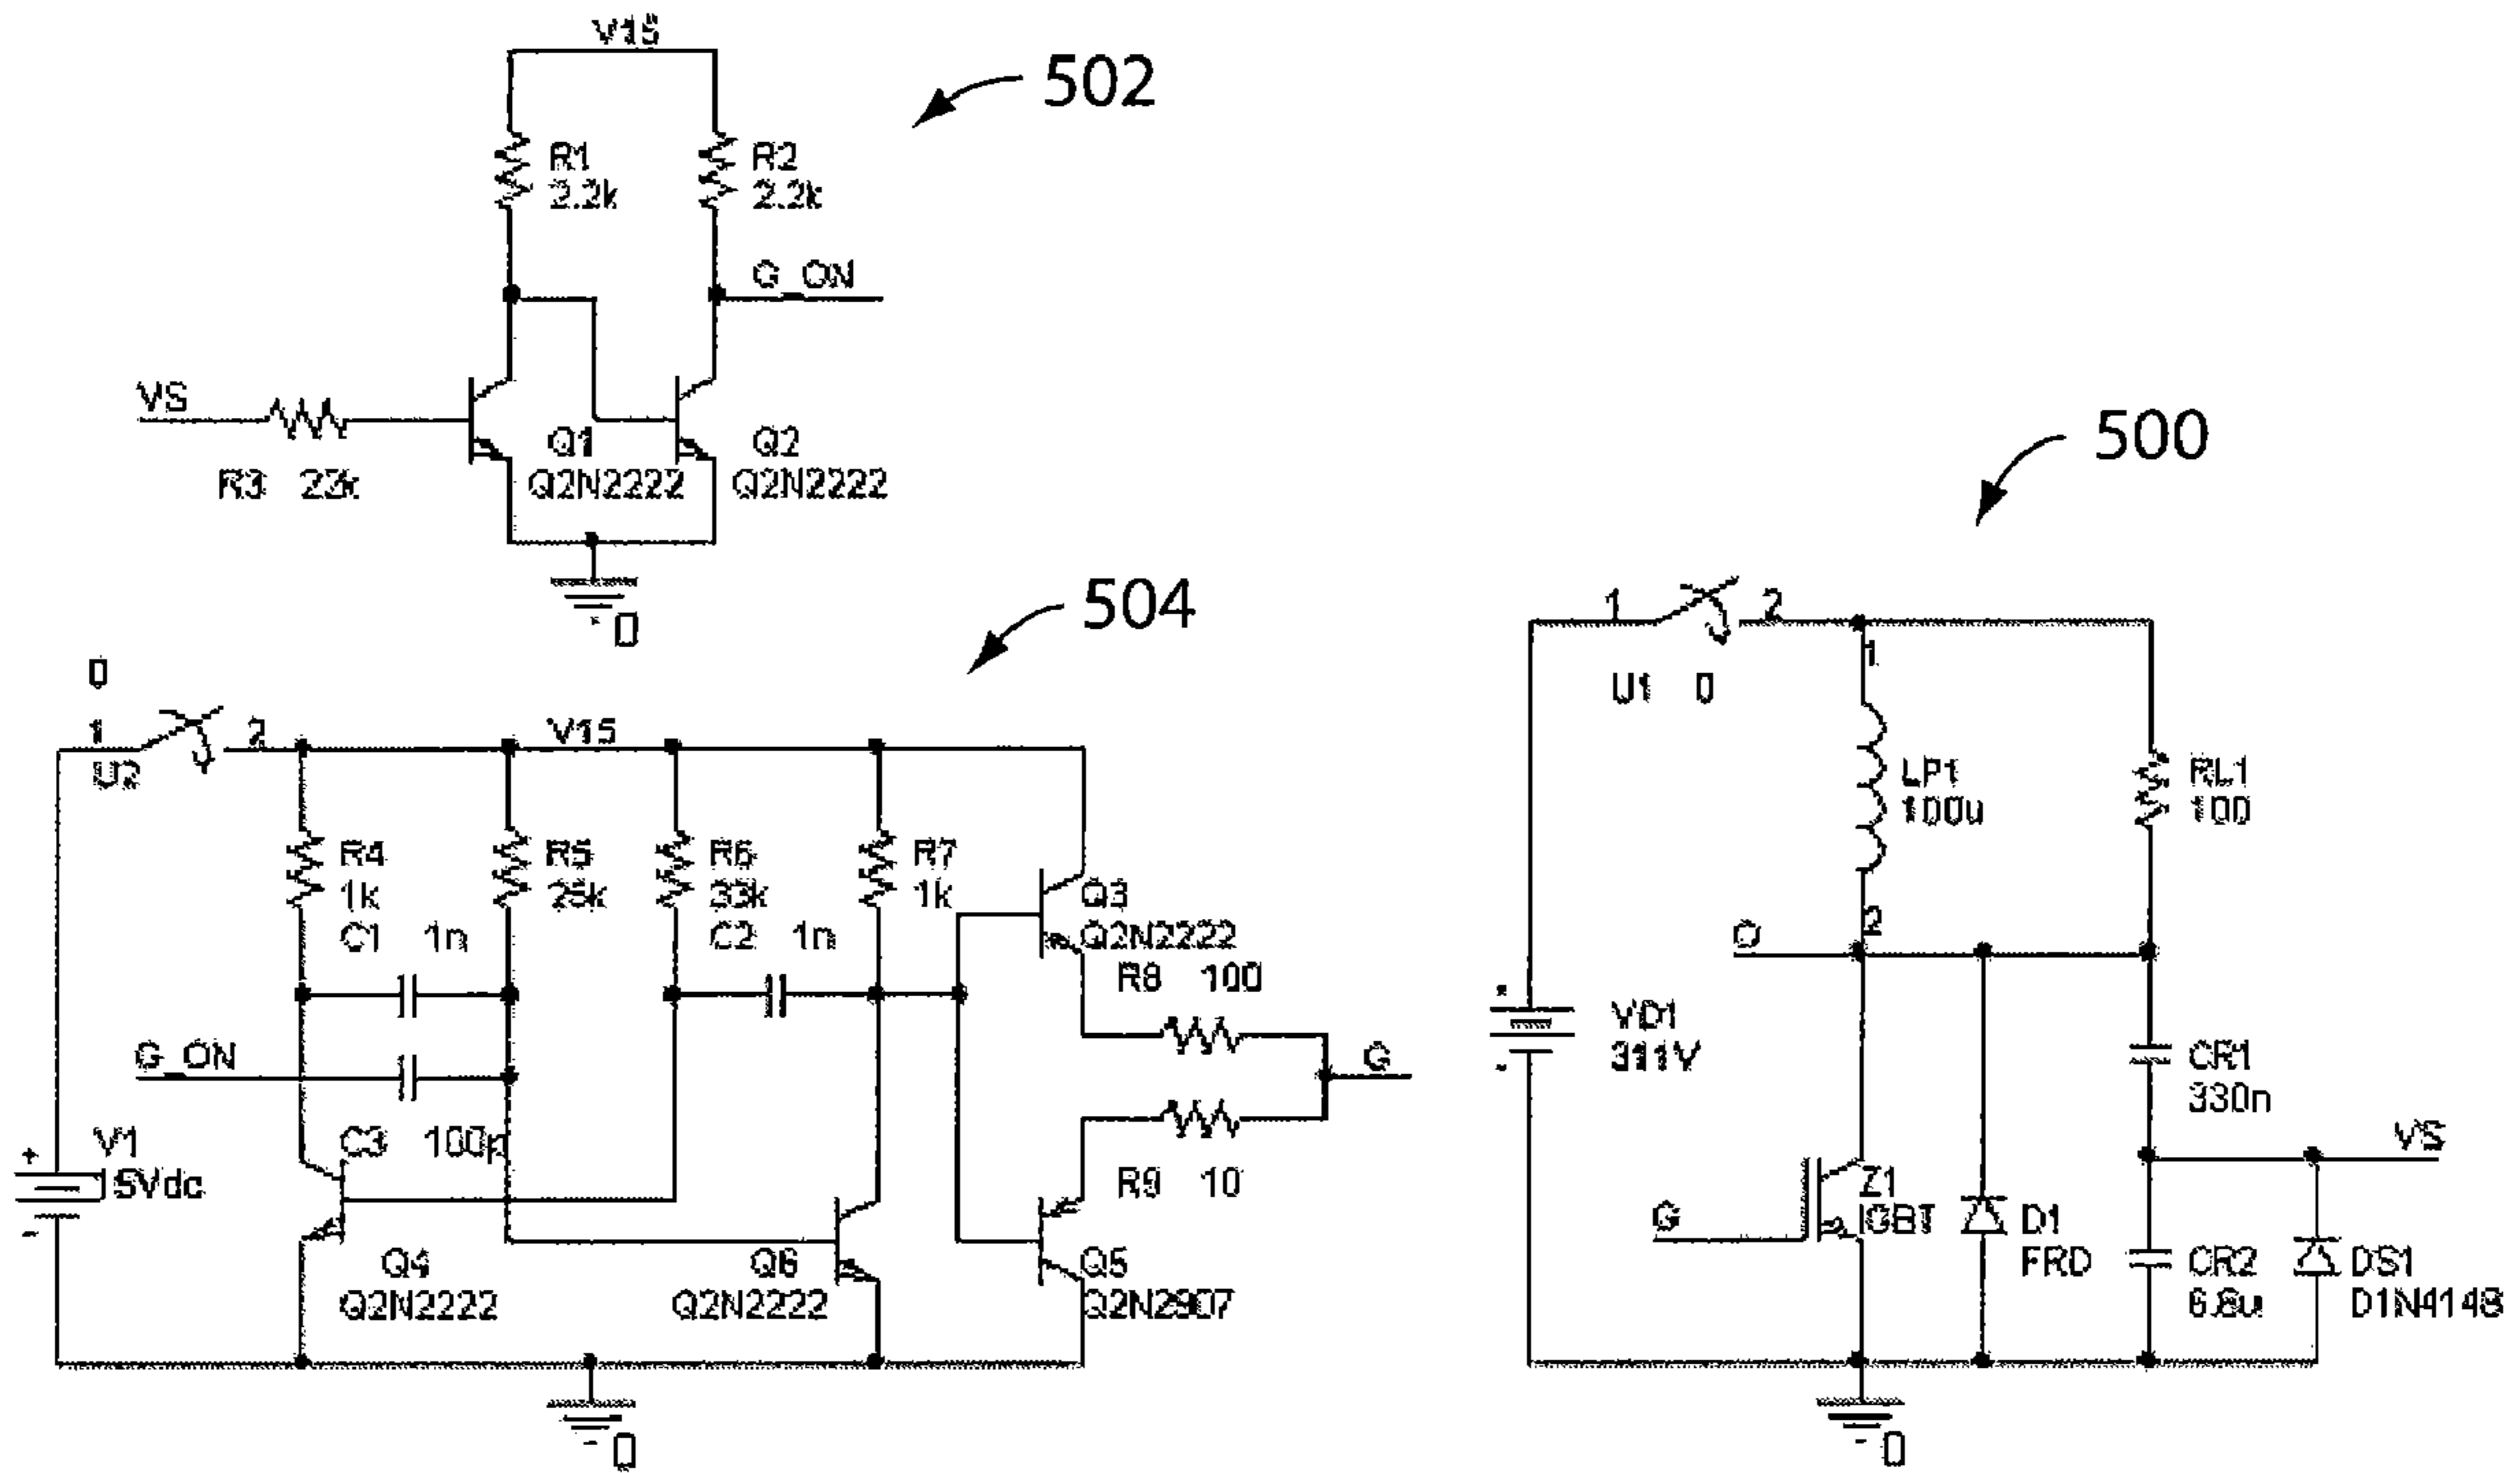 V15
502
R1
2.2k
R2
2.2k
G_ON
VS
R3 22k
Q1
Q2N2222
Q2
Q2N2222
0
504
0
1 2
U2
V15
R4
1k
R5
R6
33k
R7
1k
C1 1n
C2 1n
G_ON
C3 100p
V1
15Vdc
+
-
Q3
Q2N2222
R8 100
G
R9 10
Q4
Q2N2222
Q6
Q2N2222
Q5
Q2N2907
0
500
1 2
U1 0
1
LP1
100u
2
RL1
100
VD1
311V
-
CR1
330n
VS
G
Z1
IGBT
D1
FRD
CR2
6.8u
DS1
D1N4148
0